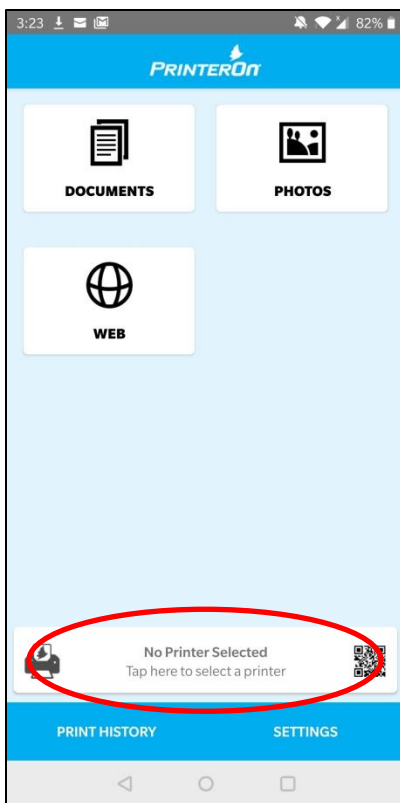 3:23 82%
PRINTERON
DOCUMENTS PHOTOS
WEB
No Printer Selected
Tap here to select a printer
PRINT HISTORY SETTINGS